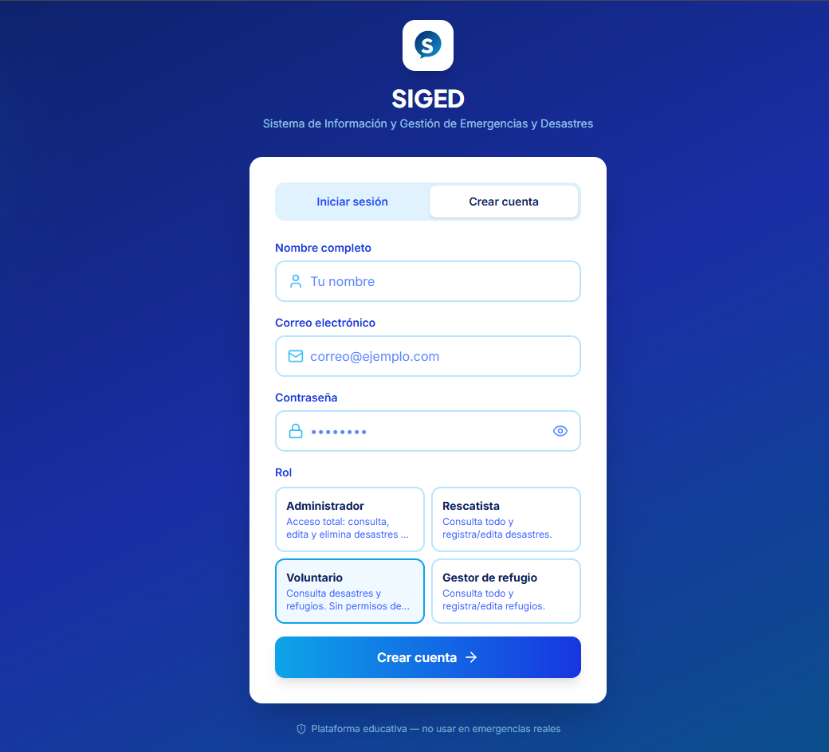 S
SIGED
Sistema de Información y Gestión de Emergencias y Desastres
Iniciar sesión
Crear cuenta
Nombre completo
Tu nombre
Correo electrónico
correo@ejemplo.com
Contraseña
••••••••
Rol
Administrador
Acceso total: consulta,
edita y elimina desastres ...
Rescatista
Consulta todo y
registra/edita desastres.
Voluntario
Consulta desastres y
refugios. Sin permisos de...
Gestor de refugio
Consulta todo y
registra/edita refugios.
Crear cuenta →
Plataforma educativa — no usar en emergencias reales